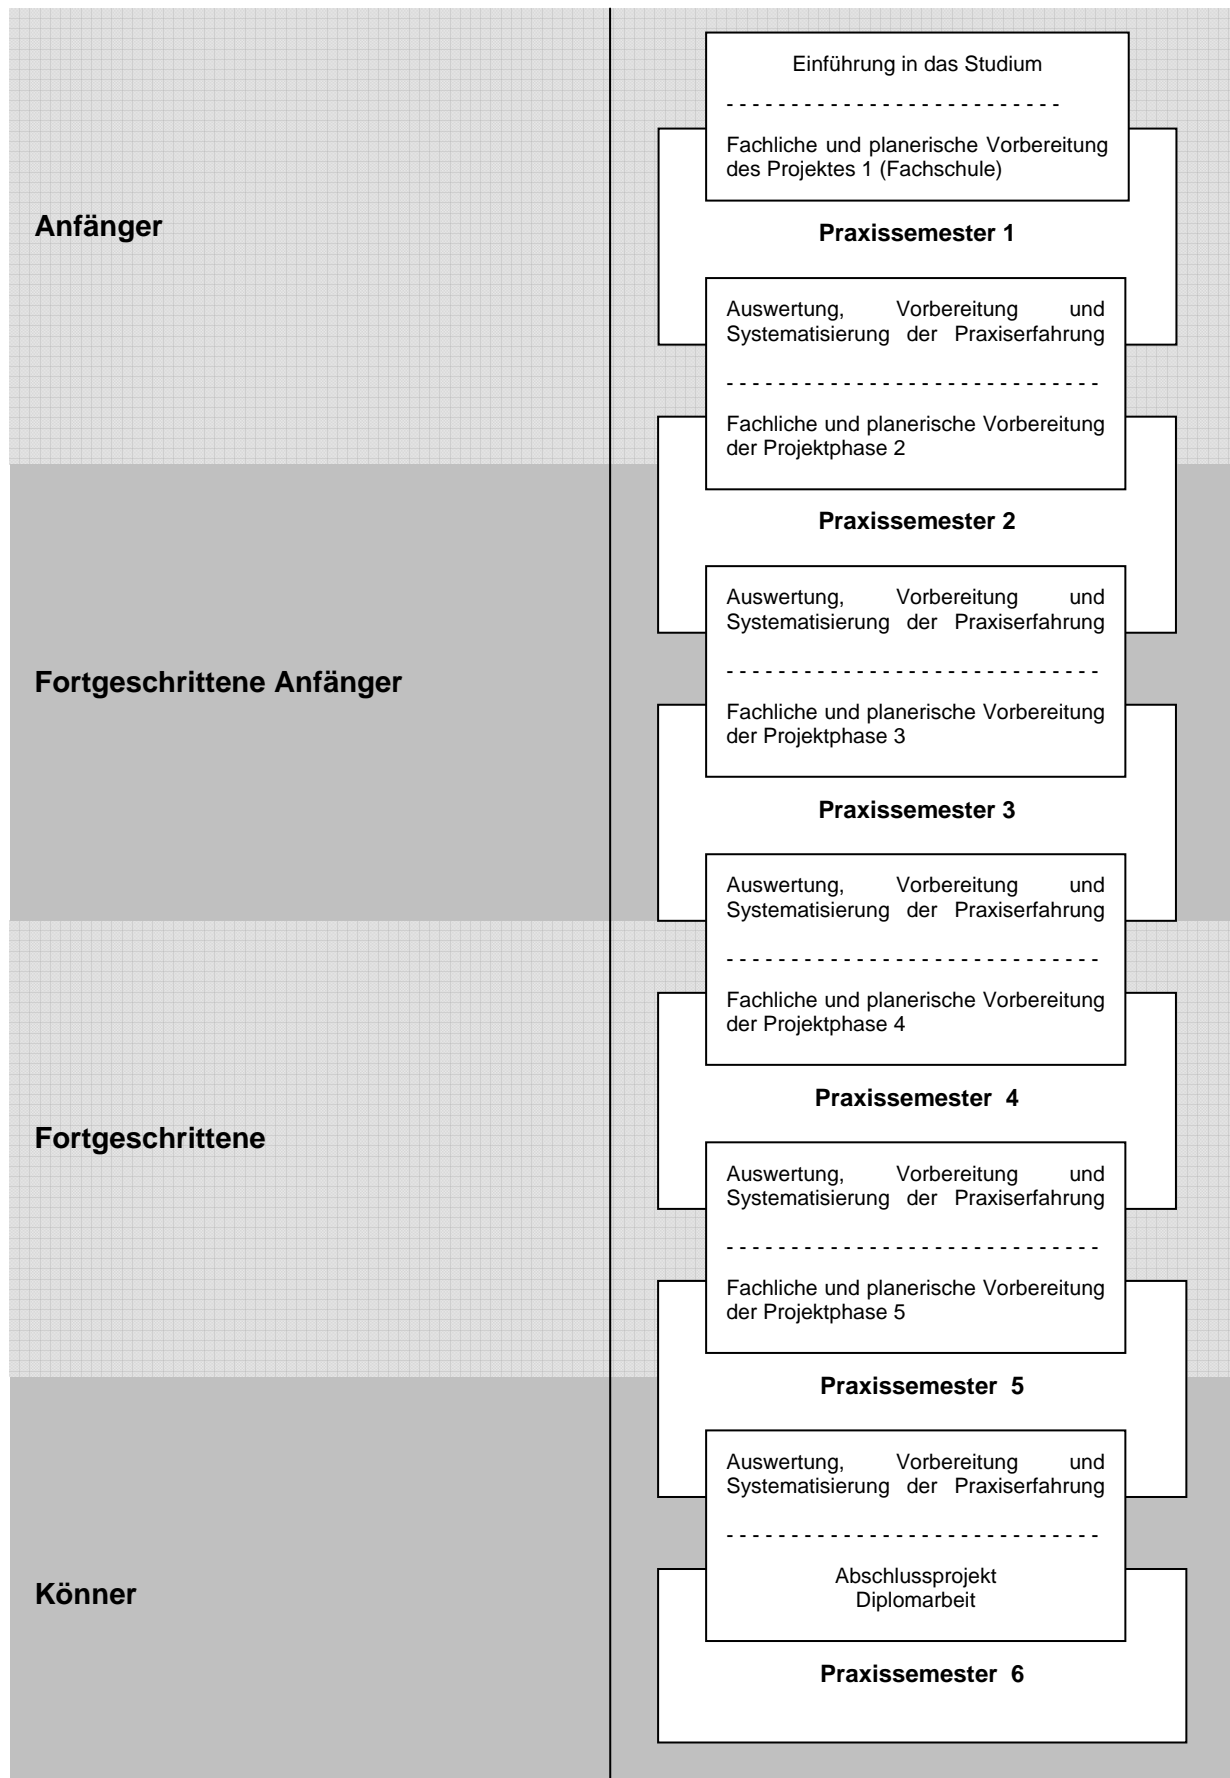 Einführung in das Studium
- - - - - - - - - - - - - - - - - - - - - - - - - -
Fachliche und planerische Vorbereitung
des Projektes 1 (Fachschule)
Anfänger
Praxissemester 1
Auswertung, Vorbereitung und
Systematisierung der Praxiserfahrung
- - - - - - - - - - - - - - - - - - - - - - - - - - - - -
Fachliche und planerische Vorbereitung
der Projektphase 2
Praxissemester 2
Auswertung, Vorbereitung und
Systematisierung der Praxiserfahrung
- - - - - - - - - - - - - - - - - - - - - - - - - - - - -
Fortgeschrittene Anfänger
Fachliche und planerische Vorbereitung
der Projektphase 3
Praxissemester 3
Auswertung, Vorbereitung und
Systematisierung der Praxiserfahrung
- - - - - - - - - - - - - - - - - - - - - - - - - - - - -
Fachliche und planerische Vorbereitung
der Projektphase 4
Praxissemester 4
Fortgeschrittene
Auswertung, Vorbereitung und
Systematisierung der Praxiserfahrung
- - - - - - - - - - - - - - - - - - - - - - - - - - - - -
Fachliche und planerische Vorbereitung
der Projektphase 5
Praxissemester 5
Auswertung, Vorbereitung und
Systematisierung der Praxiserfahrung
- - - - - - - - - - - - - - - - - - - - - - - - - - - - -
Könner
Abschlussprojekt
Diplomarbeit
Praxissemester 6